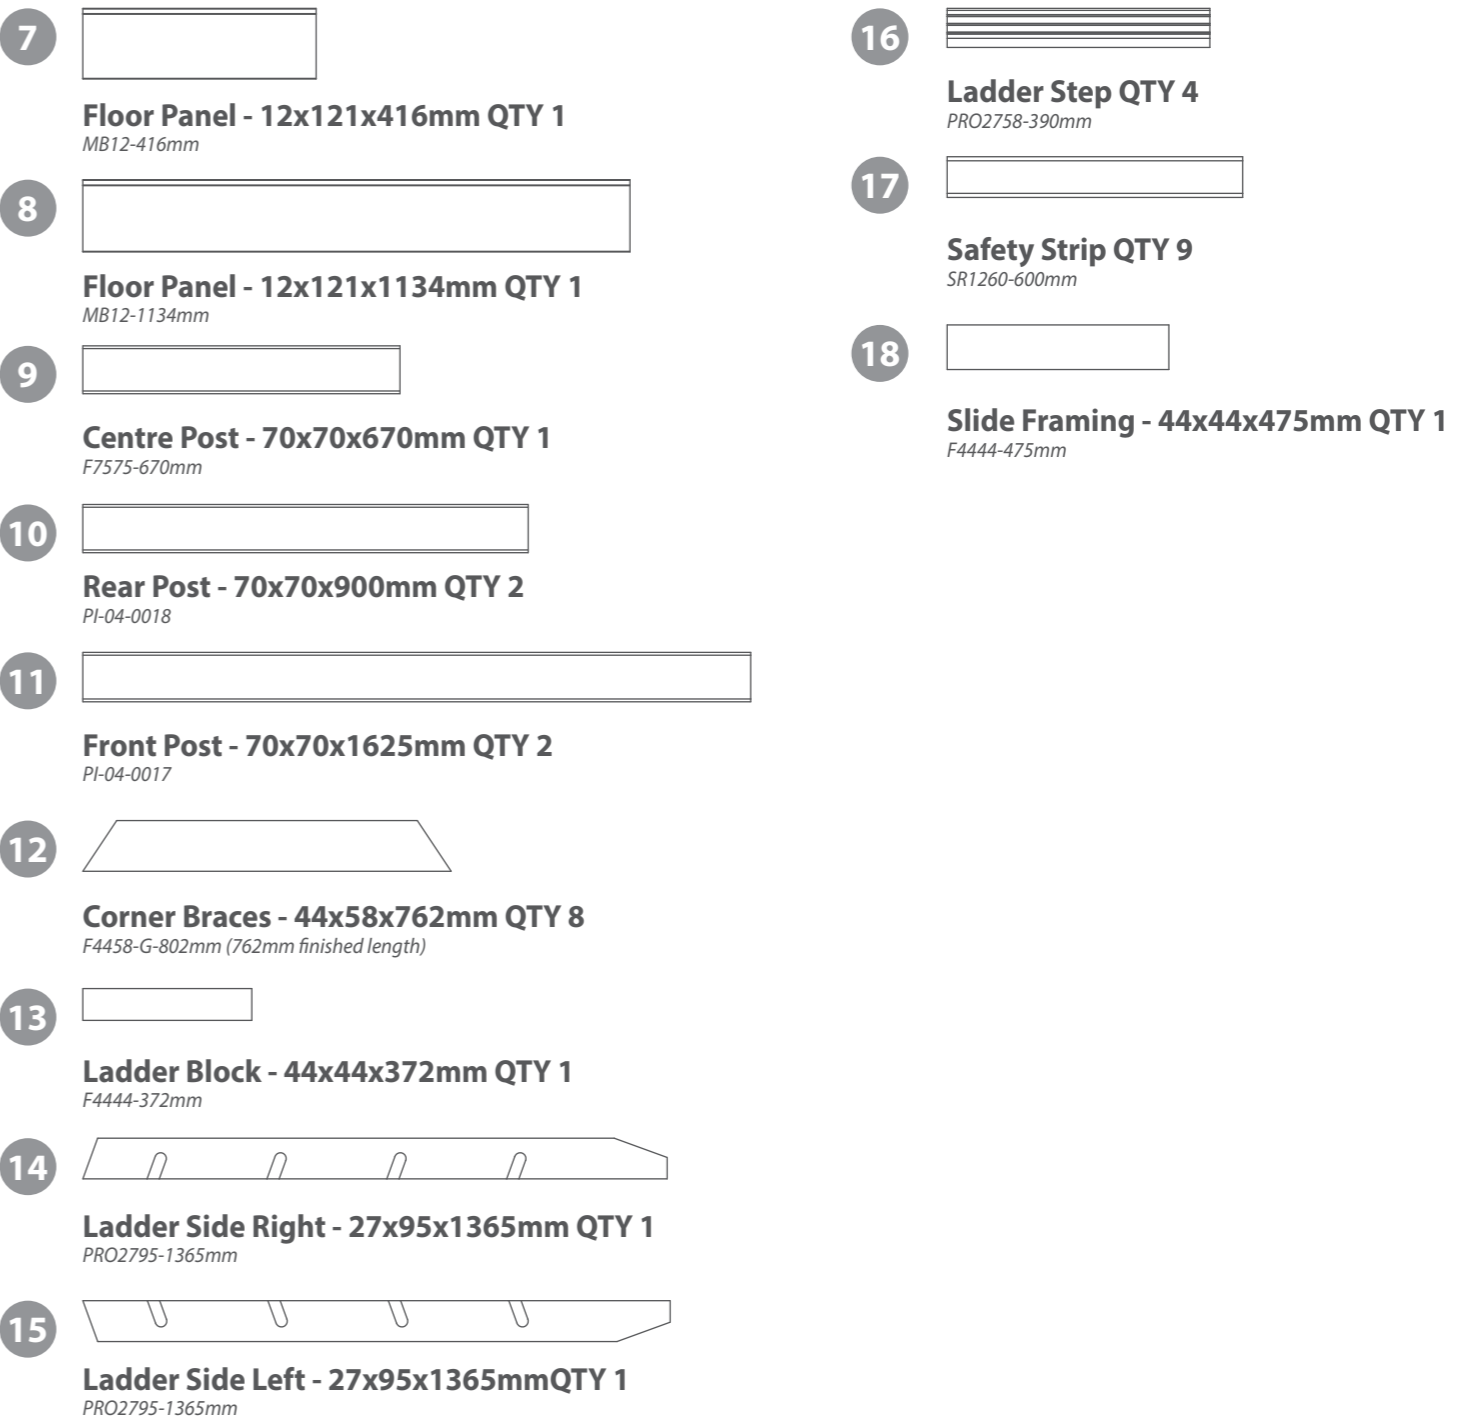 7
Floor Panel - 12x121x416mm QTY 1
MB12-416mm
8
Floor Panel - 12x121x1134mm QTY 1
MB12-1134mm
9
Centre Post - 70x70x670mm QTY 1
F7575-670mm
10
Rear Post - 70x70x900mm QTY 2
PI-04-0018
11
Front Post - 70x70x1625mm QTY 2
PI-04-0017
12
Corner Braces - 44x58x762mm QTY 8
F4458-G-802mm (762mm finished length)
13
Ladder Block - 44x44x372mm QTY 1
F4444-372mm
14
Ladder Side Right - 27x95x1365mm QTY 1
PRO2795-1365mm
15
Ladder Side Left - 27x95x1365mmQTY 1
PRO2795-1365mm
16
Ladder Step QTY 4
PRO2758-390mm
17
Safety Strip QTY 9
SR1260-600mm
18
Slide Framing - 44x44x475mm QTY 1
F4444-475mm